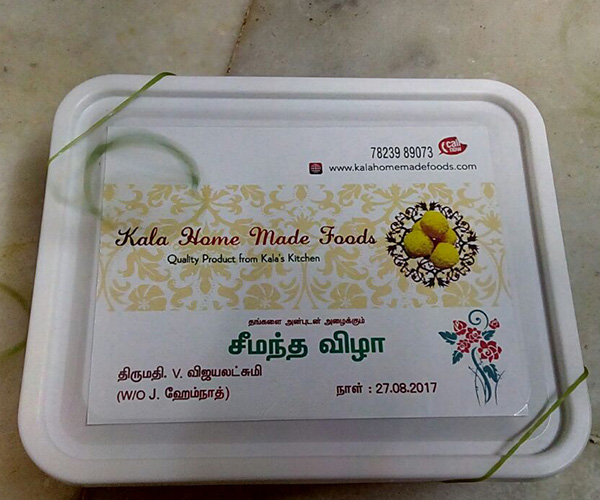 78239 89073 call now
www.kalahomemadefoods.com
Kala Home Made Foods
Quality Product from Kala's Kitchen
தங்களை அன்புடன் அழைக்கும்
சீமந்த விழா
திருமதி. V. விஜயலட்சுமி
(W/O J. ஹேம்நாத்)
நாள் : 27.08.2017